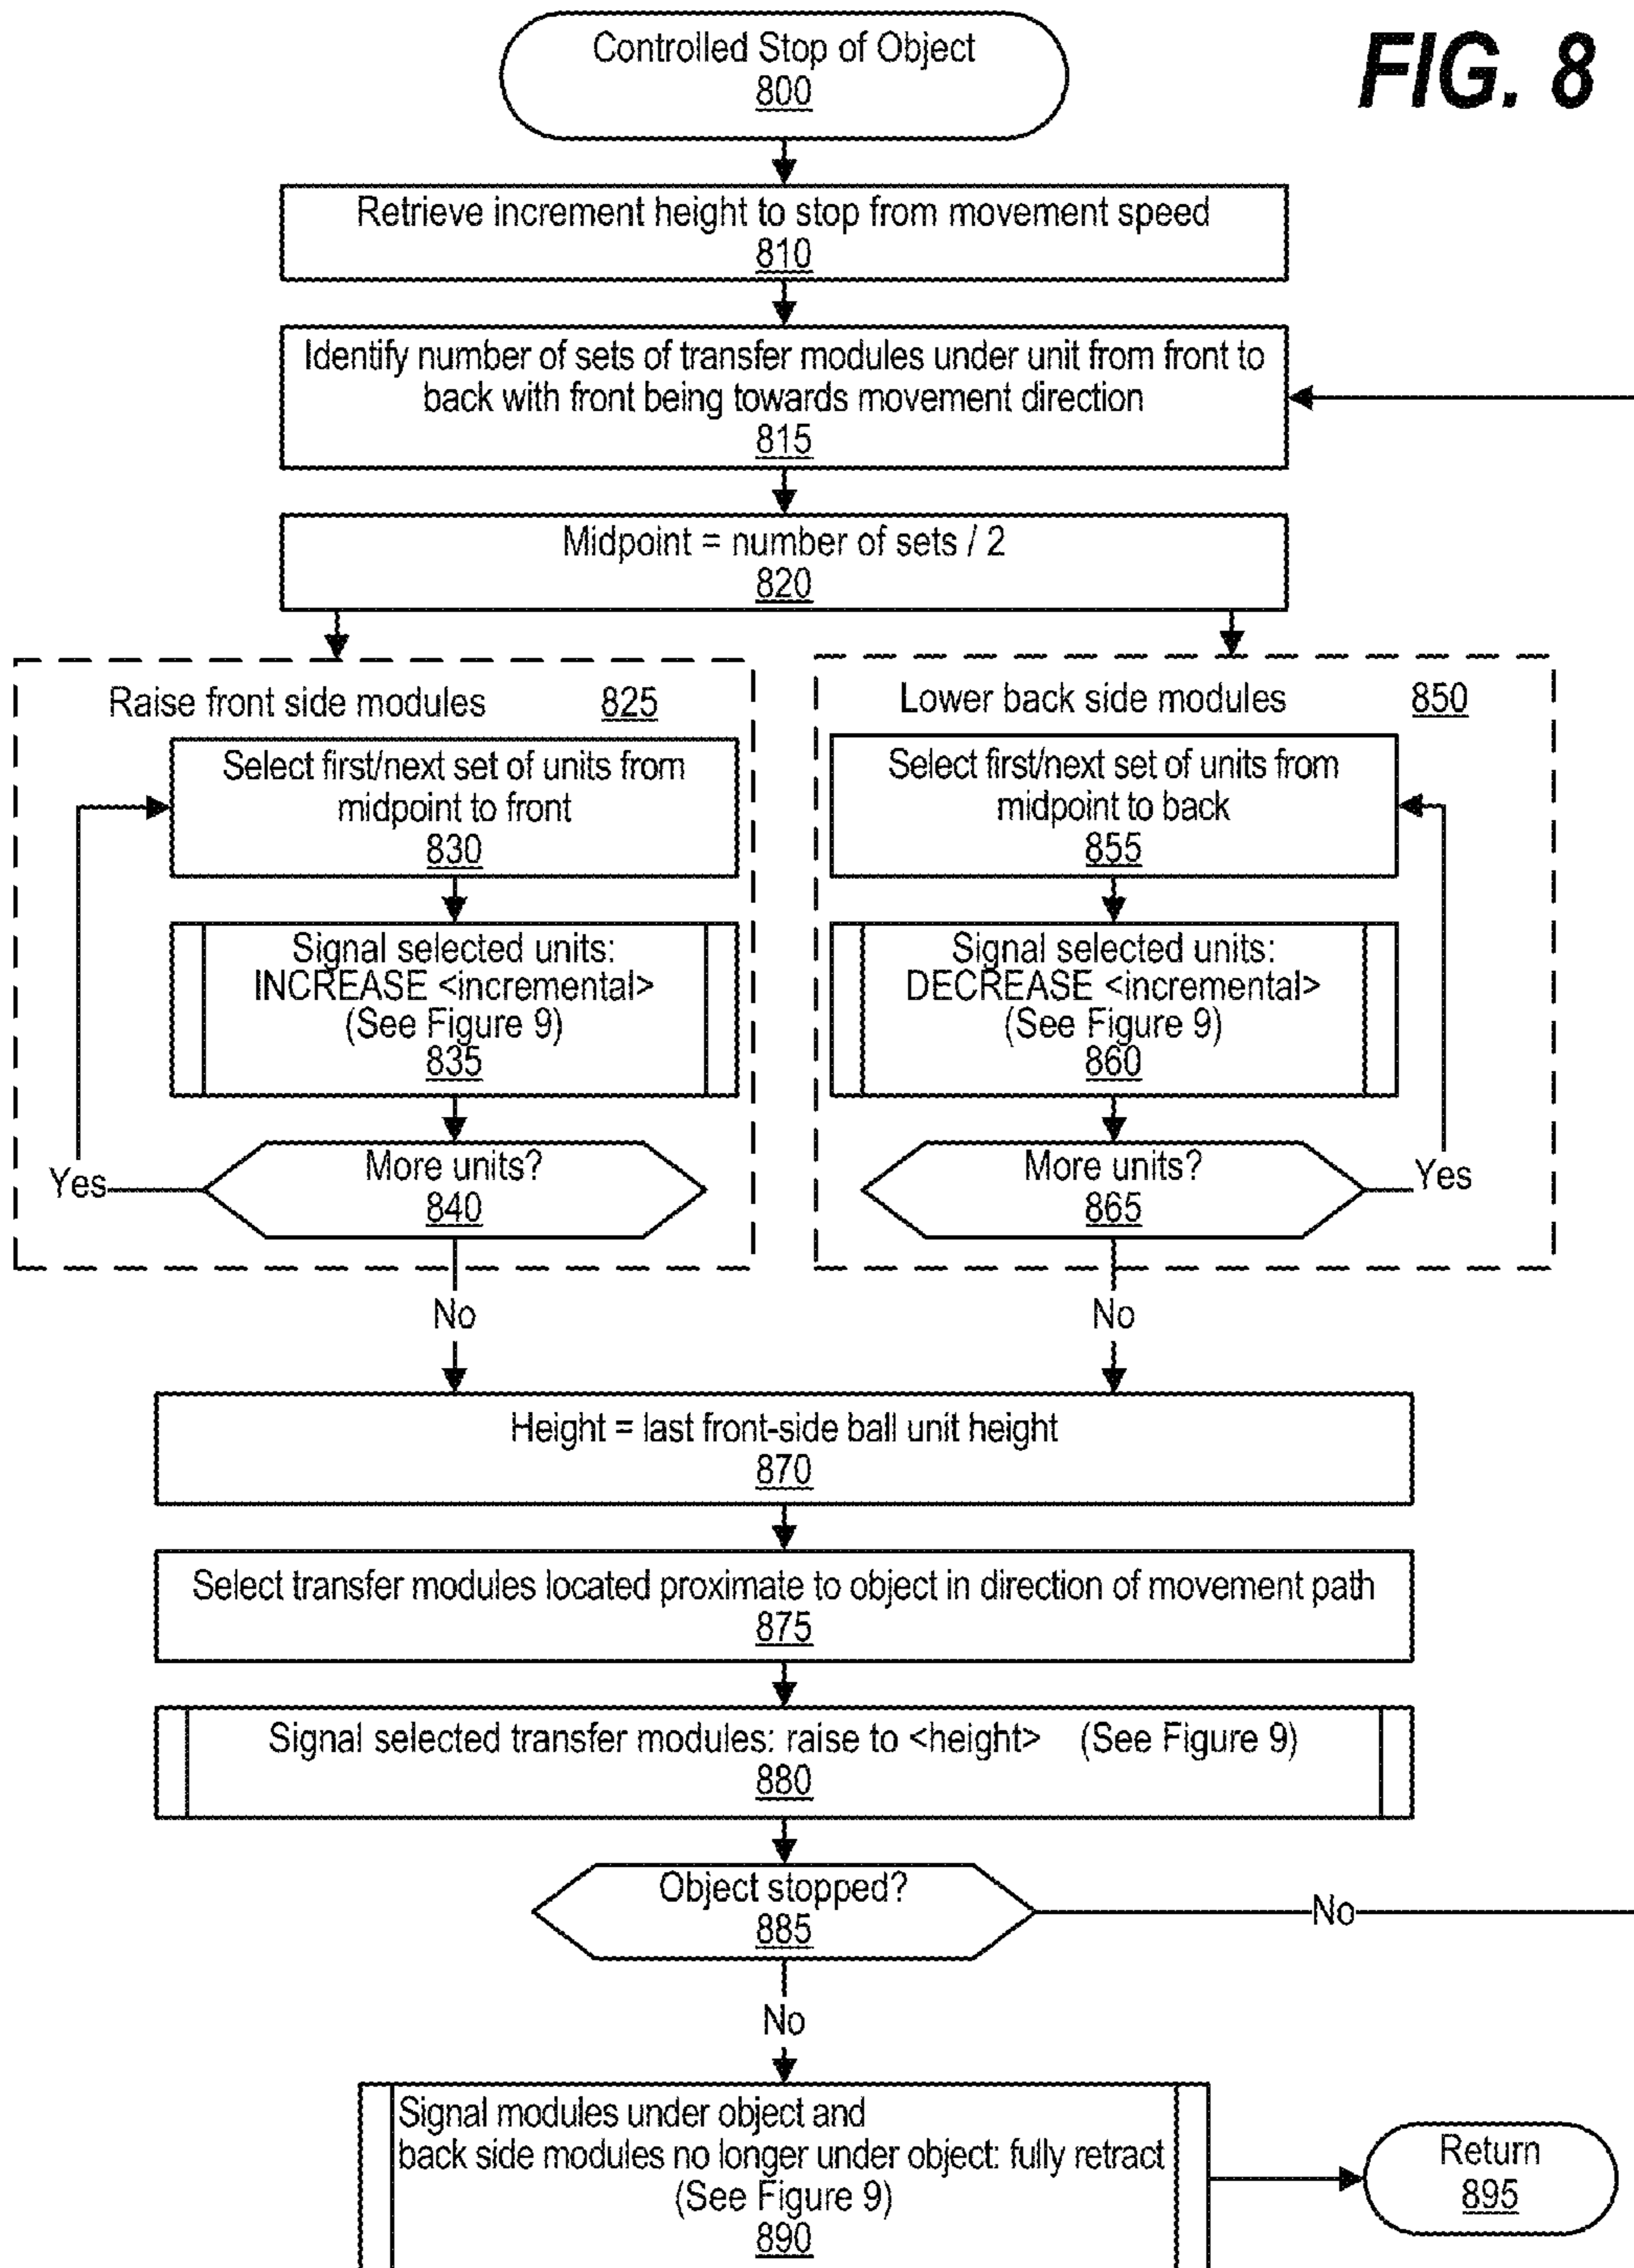 FIG. 8
Controlled Stop of Object
800
Retrieve increment height to stop from movement speed
810
Identify number of sets of transfer modules under unit from front to
back with front being towards movement direction
815
Midpoint = number of sets / 2
820
Raise front side modules 825
Select first/next set of units from
midpoint to front
830
Signal selected units:
INCREASE <incremental>
(See Figure 9)
835
More units?
840
Yes
No
Lower back side modules 850
Select first/next set of units from
midpoint to back
855
Signal selected units:
DECREASE <incremental>
(See Figure 9)
860
More units?
865
Yes
No
Height = last front-side ball unit height
870
Select transfer modules located proximate to object in direction of movement path
875
Signal selected transfer modules: raise to <height> (See Figure 9)
880
Object stopped?
885
No
No
Signal modules under object and
back side modules no longer under object: fully retract
(See Figure 9)
890
Return
895